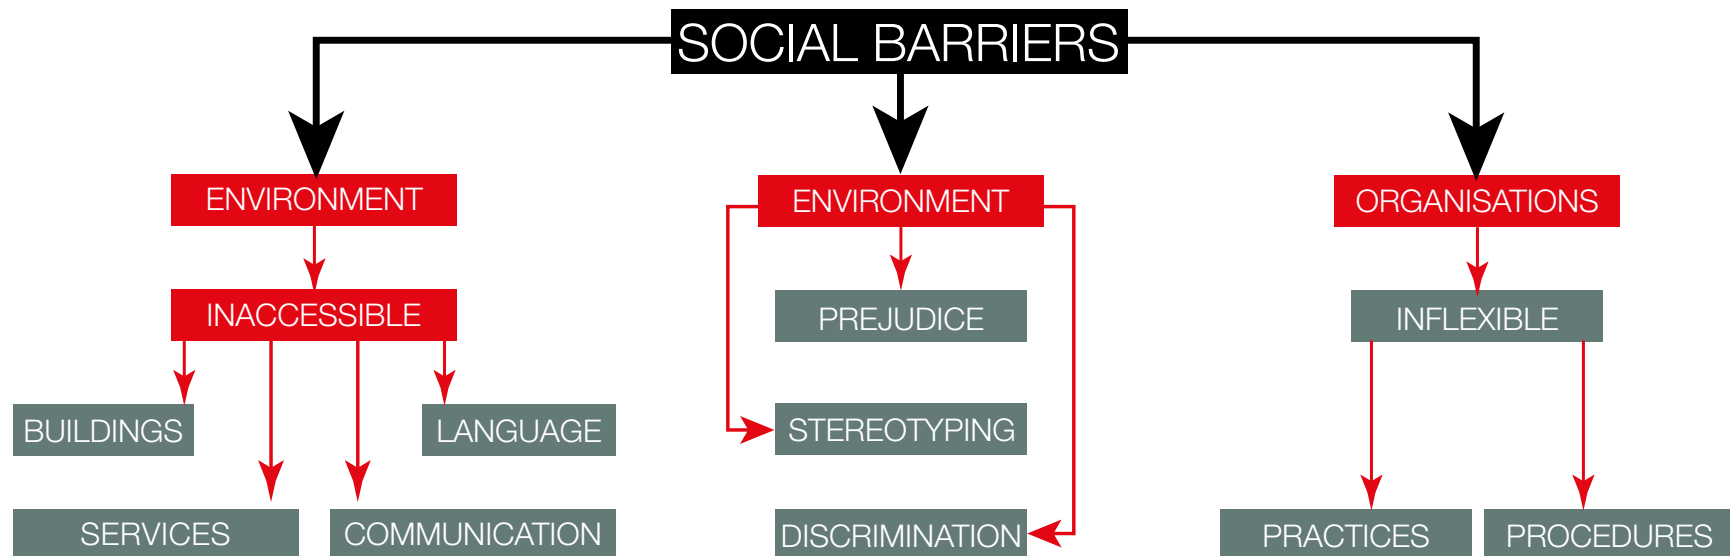 SOCIAL BARRIERS
ENVIRONMENT
ENVIRONMENT
ORGANISATIONS
INACCESSIBLE
PREJUDICE
INFLEXIBLE
BUILDINGS
LANGUAGE
STEREOTYPING
SERVICES
COMMUNICATION
DISCRIMINATION
PRACTICES
PROCEDURES